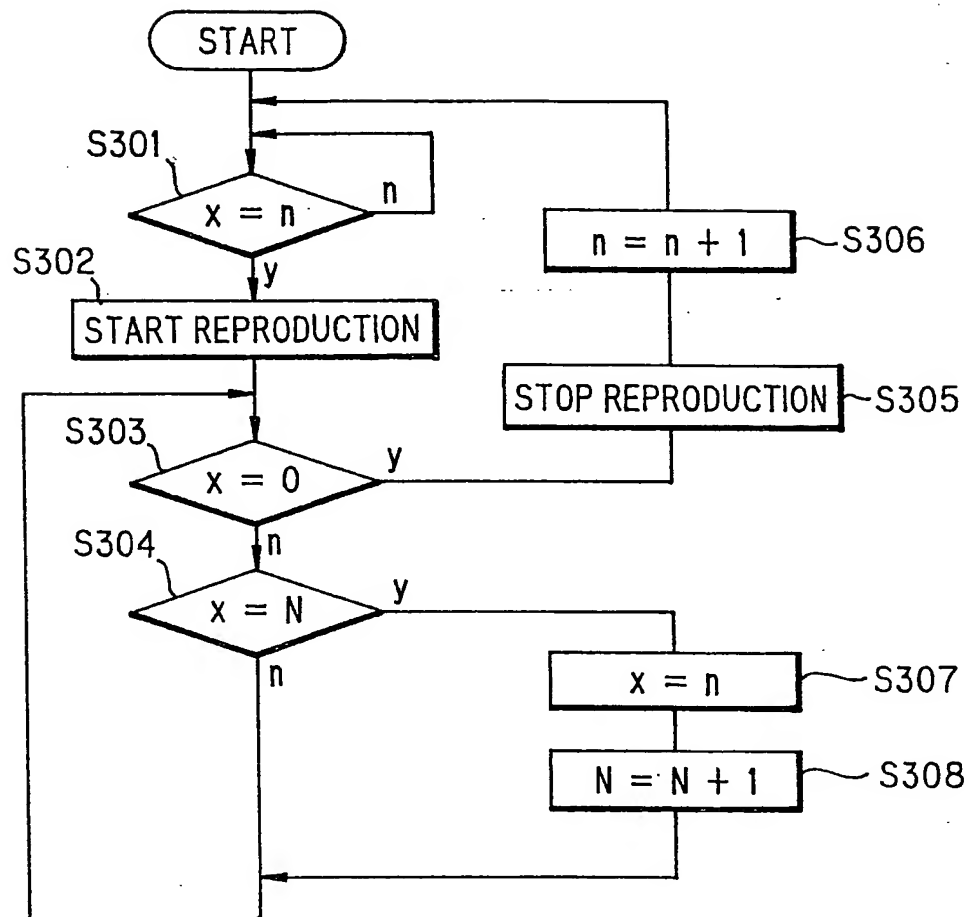 START
S301
x = n
n
n = n + 1
S306
S302
y
START REPRODUCTION
STOP REPRODUCTION
S305
S303
x = 0
y
n
S304
x = N
y
n
x = n
S307
N = N + 1
S308